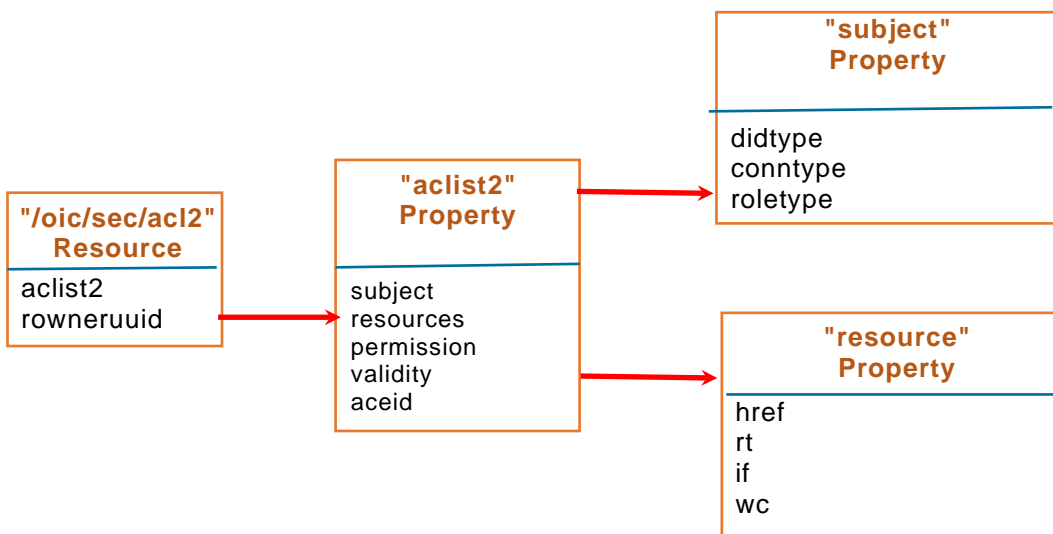 "/oic/sec/acl2"
Resource
aclist2
rowneruuid
"aclist2"
Property
subject
resources
permission
validity
aceid
"subject"
Property
didtype
conntype
roletype
"resource"
Property
href
rt
if
wc